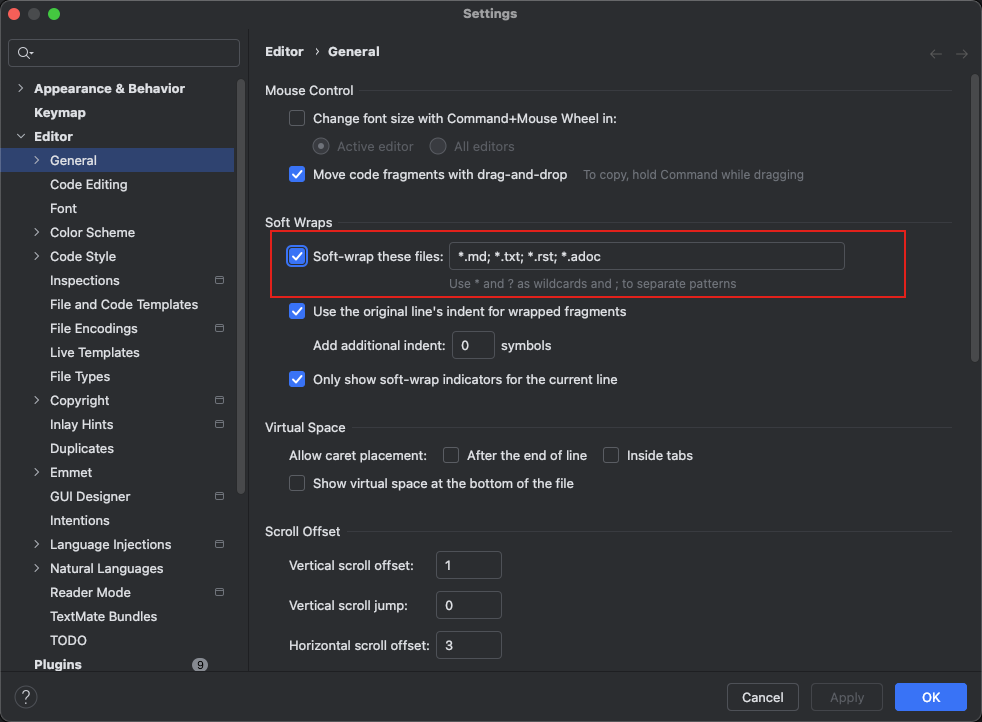 Settings
Appearance & Behavior
Keymap
Editor
General
Code Editing
Font
Color Scheme
Code Style
Inspections
File and Code Templates
File Encodings
Live Templates
File Types
Copyright
Inlay Hints
Duplicates
Emmet
GUI Designer
Intentions
Language Injections
Natural Languages
Reader Mode
TextMate Bundles
TODO
Plugins 9
Editor › General
Mouse Control
Change font size with Command+Mouse Wheel in:
Active editor All editors
Move code fragments with drag-and-drop To copy, hold Command while dragging
Soft Wraps
Soft-wrap these files: *.md; *.txt; *.rst; *.adoc
Use * and ? as wildcards and ; to separate patterns
Use the original line's indent for wrapped fragments
Add additional indent: 0 symbols
Only show soft-wrap indicators for the current line
Virtual Space
Allow caret placement: After the end of line Inside tabs
Show virtual space at the bottom of the file
Scroll Offset
Vertical scroll offset: 1
Vertical scroll jump: 0
Horizontal scroll offset: 3
? Cancel Apply OK